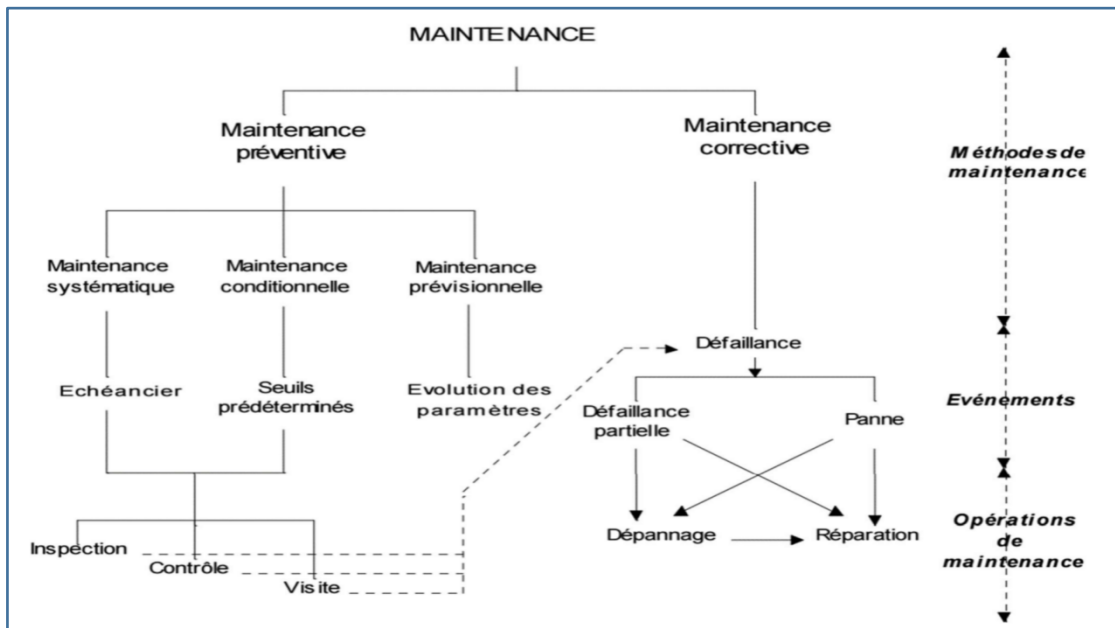 MAINTENANCE
Maintenance
préventive
Maintenance
corrective
Méthodes de
maintenance
Maintenance
systématique
Maintenance
conditionnelle
Maintenance
prévisionnelle
Défaillance
Echéancier
Seuils
prédéterminés
Evolution des
paramètres
Défaillance
partielle
Panne
Evénements
Inspéction
Contrôle
Visite
Dépannage
Réparation
Opérations
de
maintenance